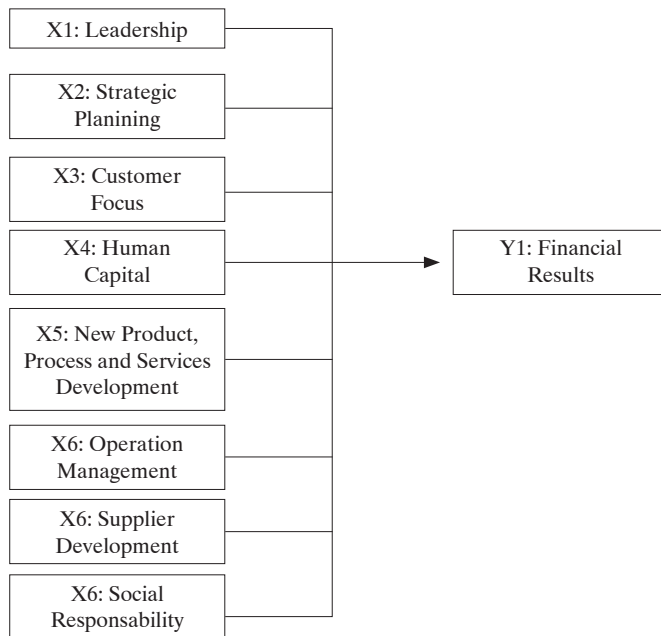 X1: Leadership
X2: Strategic
Planining
X3: Customer
Focus
X4: Human
Capital
Y1: Financial
Results
X5: New Product,
Process and Services
Development
X6: Operation
Management
X6: Supplier
Development
X6: Social
Responsability